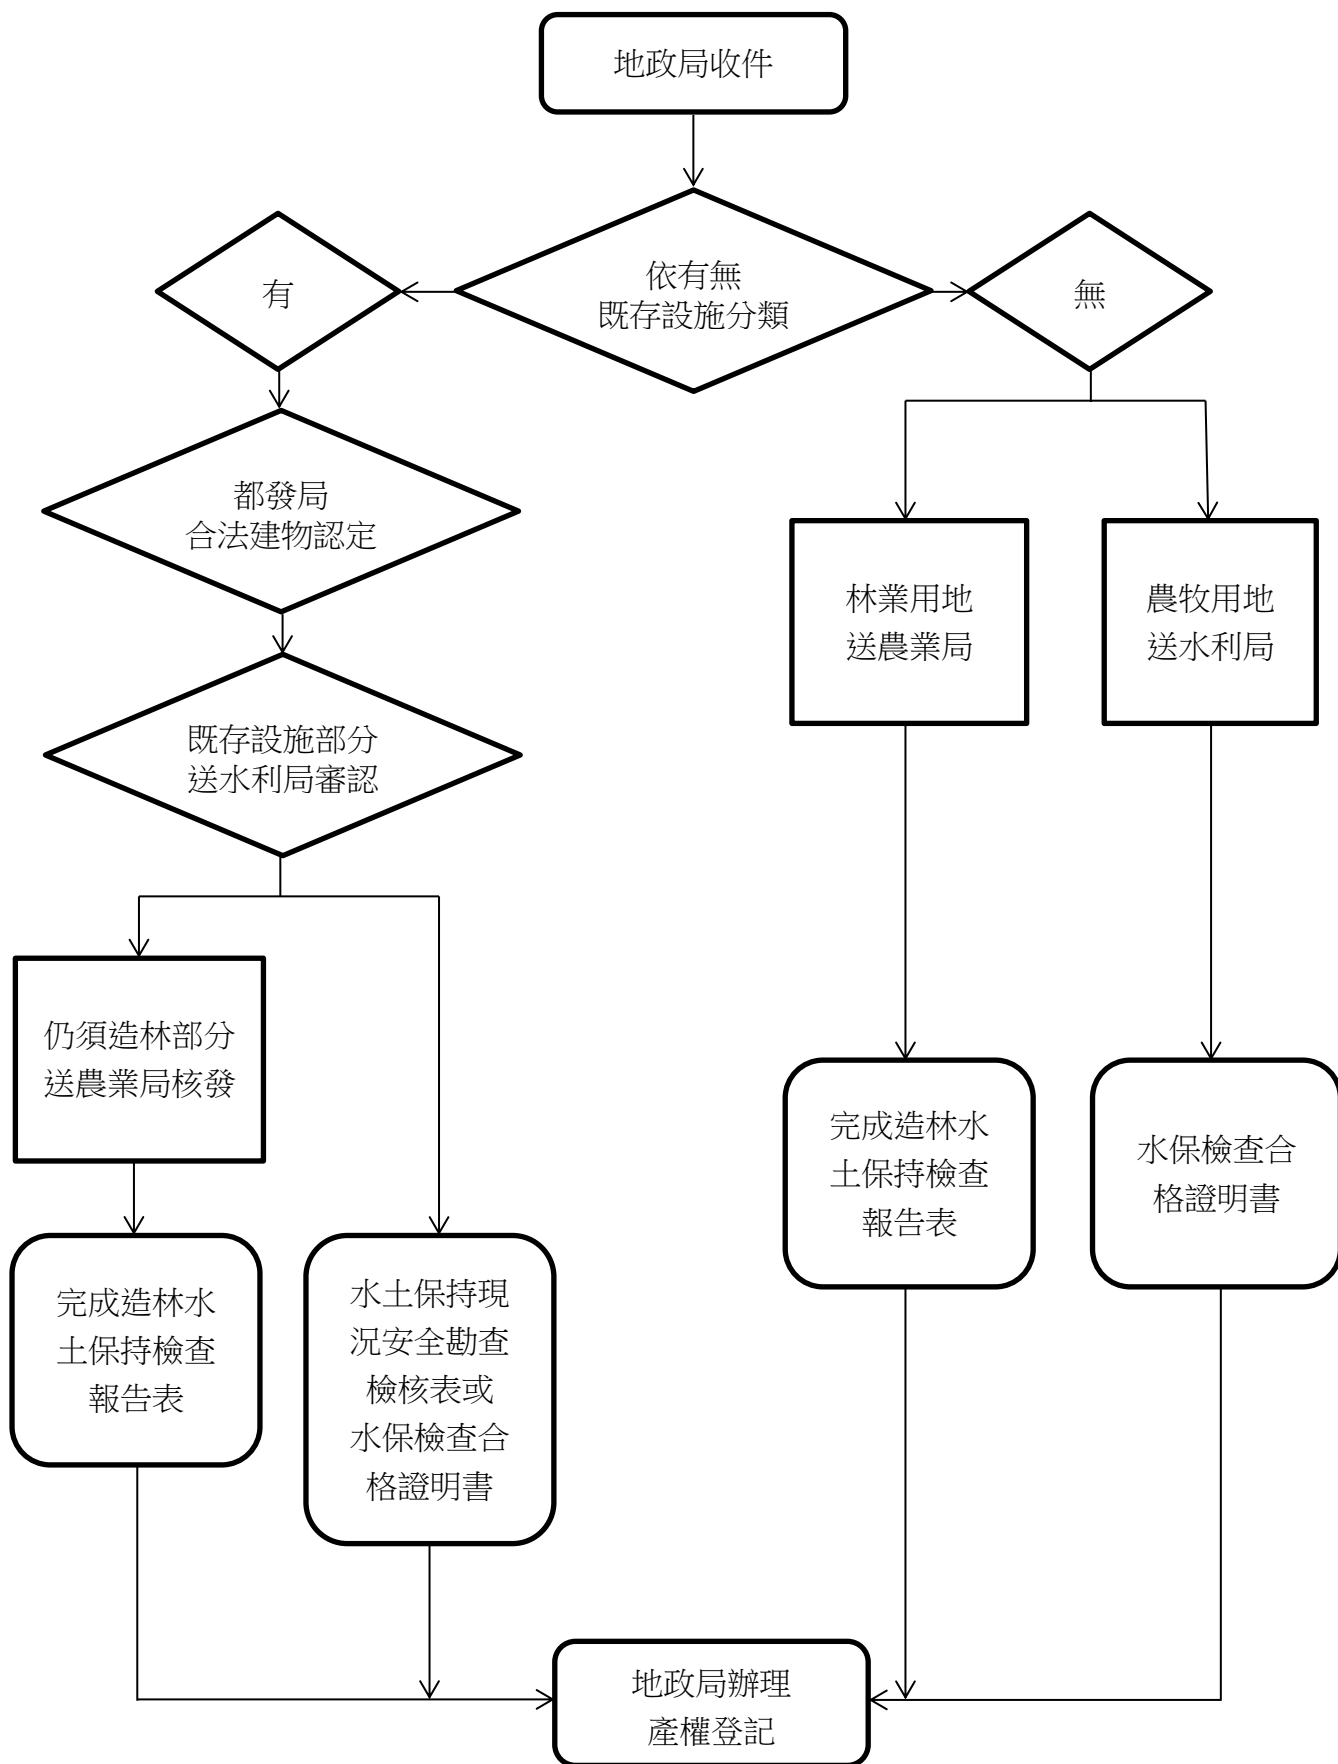 地政局收件
依有無
既存設施分類
有
無
都發局
合法建物認定
林業用地
送農業局
農牧用地
送水利局
既存設施部分
送水利局審認
仍須造林部分
送農業局核發
完成造林水
土保持檢查
報告表
水保檢查合
格證明書
完成造林水
土保持檢查
報告表
水土保持現
況安全勘查
檢核表或
水保檢查合
格證明書
地政局辦理
產權登記